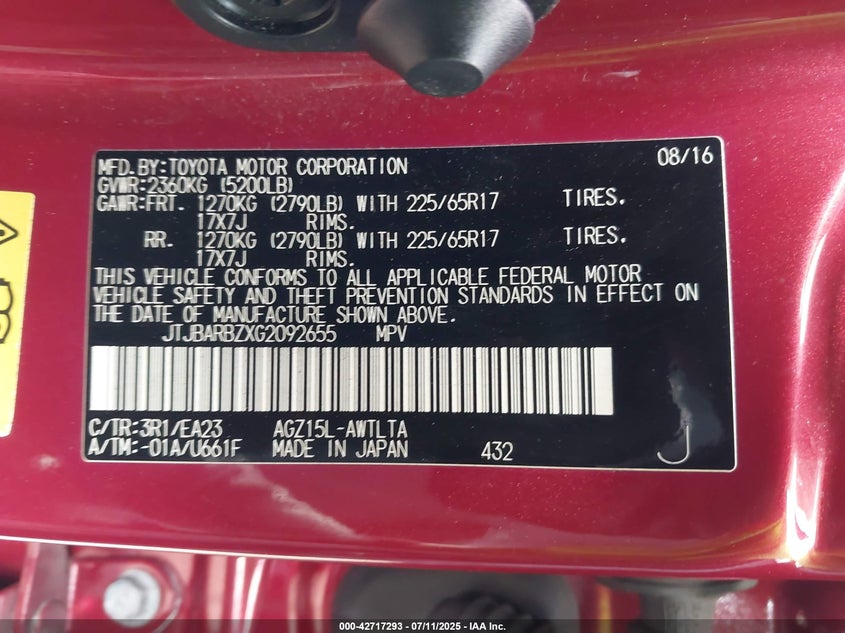 MFD. BY: TOYOTA MOTOR CORPORATION 08/16
GVWR: 2360KG (5200LB)
GAWR: FRT. 1270KG (2790LB) WITH 225/65R17 TIRES.
17X7J RIMS.
RR. 1270KG (2790LB) WITH 225/65R17 TIRES.
17X7J RIMS.
THIS VEHICLE CONFORMS TO ALL APPLICABLE FEDERAL MOTOR
VEHICLE SAFETY AND THEFT PREVENTION STANDARDS IN EFFECT ON
THE DATE OF MANUFACTURE SHOWN ABOVE.
JTJBARBZXG2092655 MPV
C/TR: 3R1/EA23 AGZ15L-AWTLTA
A/TM: -01A/U661F MADE IN JAPAN 432 J
000-42717293 - 07/11/2025 - IAA Inc.